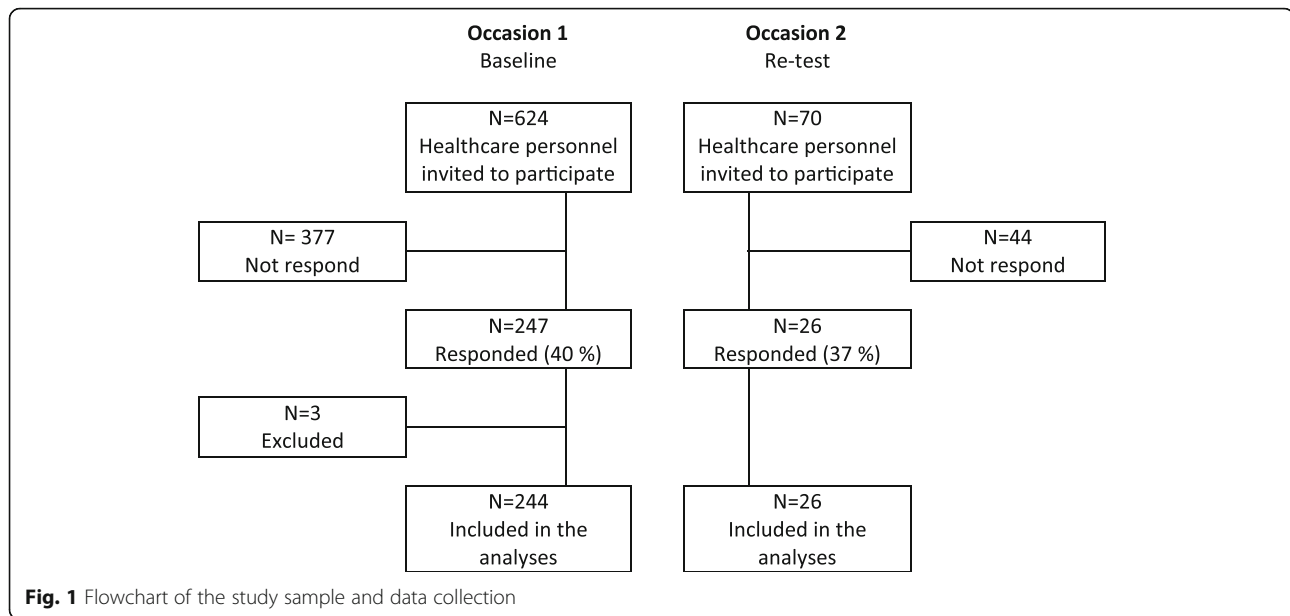 Occasion 1
Baseline
Occasion 2
Re-test
N=624
Healthcare personnel
invited to participate
N=70
Healthcare personnel
invited to participate
N= 377
Not respond
N=44
Not respond
N=247
Responded (40 %)
N=26
Responded (37 %)
N=3
Excluded
N=244
Included in the
analyses
N=26
Included in the
analyses
Fig. 1 Flowchart of the study sample and data collection